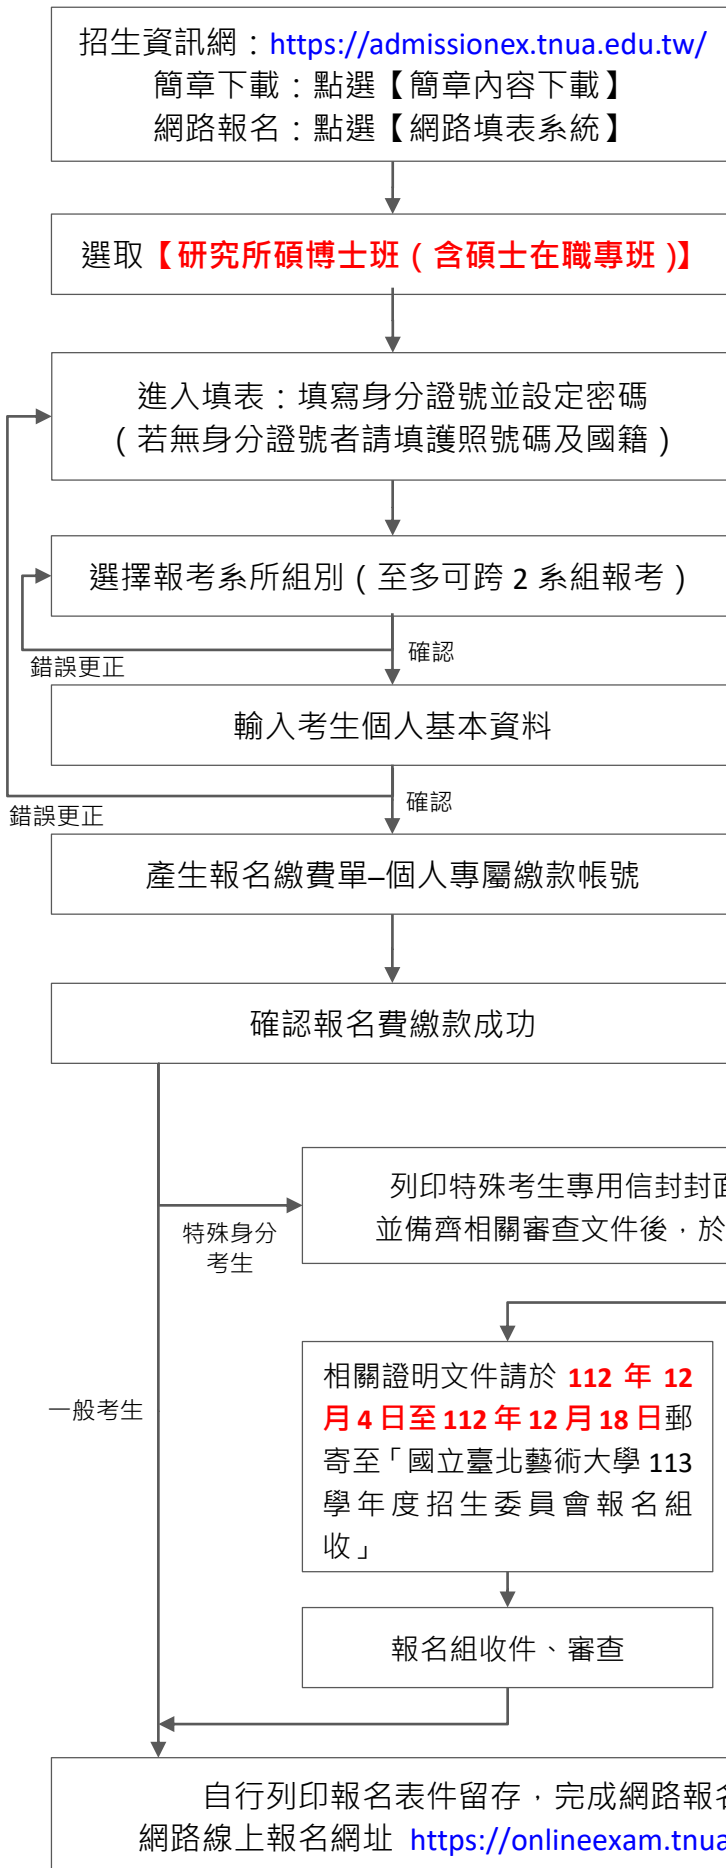 招生資訊網：https://admissionex.tnua.edu.tw/
簡章下載：點選【簡章內容下載】
網路報名：點選【網路填表系統】
選取【研究所碩博士班（含碩士在職專班）】
進入填表：填寫身分證號並設定密碼
（若無身分證號者請填護照號碼及國籍）
選擇報考系所組別（至多可跨 2 系組報考）
確認
錯誤更正
輸入考生個人基本資料
確認
錯誤更正
產生報名繳費單–個人專屬繳款帳號
確認報名費繳款成功
列印特殊考生專用信封封面
並備齊相關審查文件後，於
特殊身分
考生
一般考生
相關證明文件請於 112 年 12
月 4 日至 112 年 12 月 18 日郵
寄至「國立臺北藝術大學 113
學年度招生委員會報名組
收」
報名組收件、審查
自行列印報名表件留存，完成網路報名
網路線上報名網址 https://onlineexam.tnua